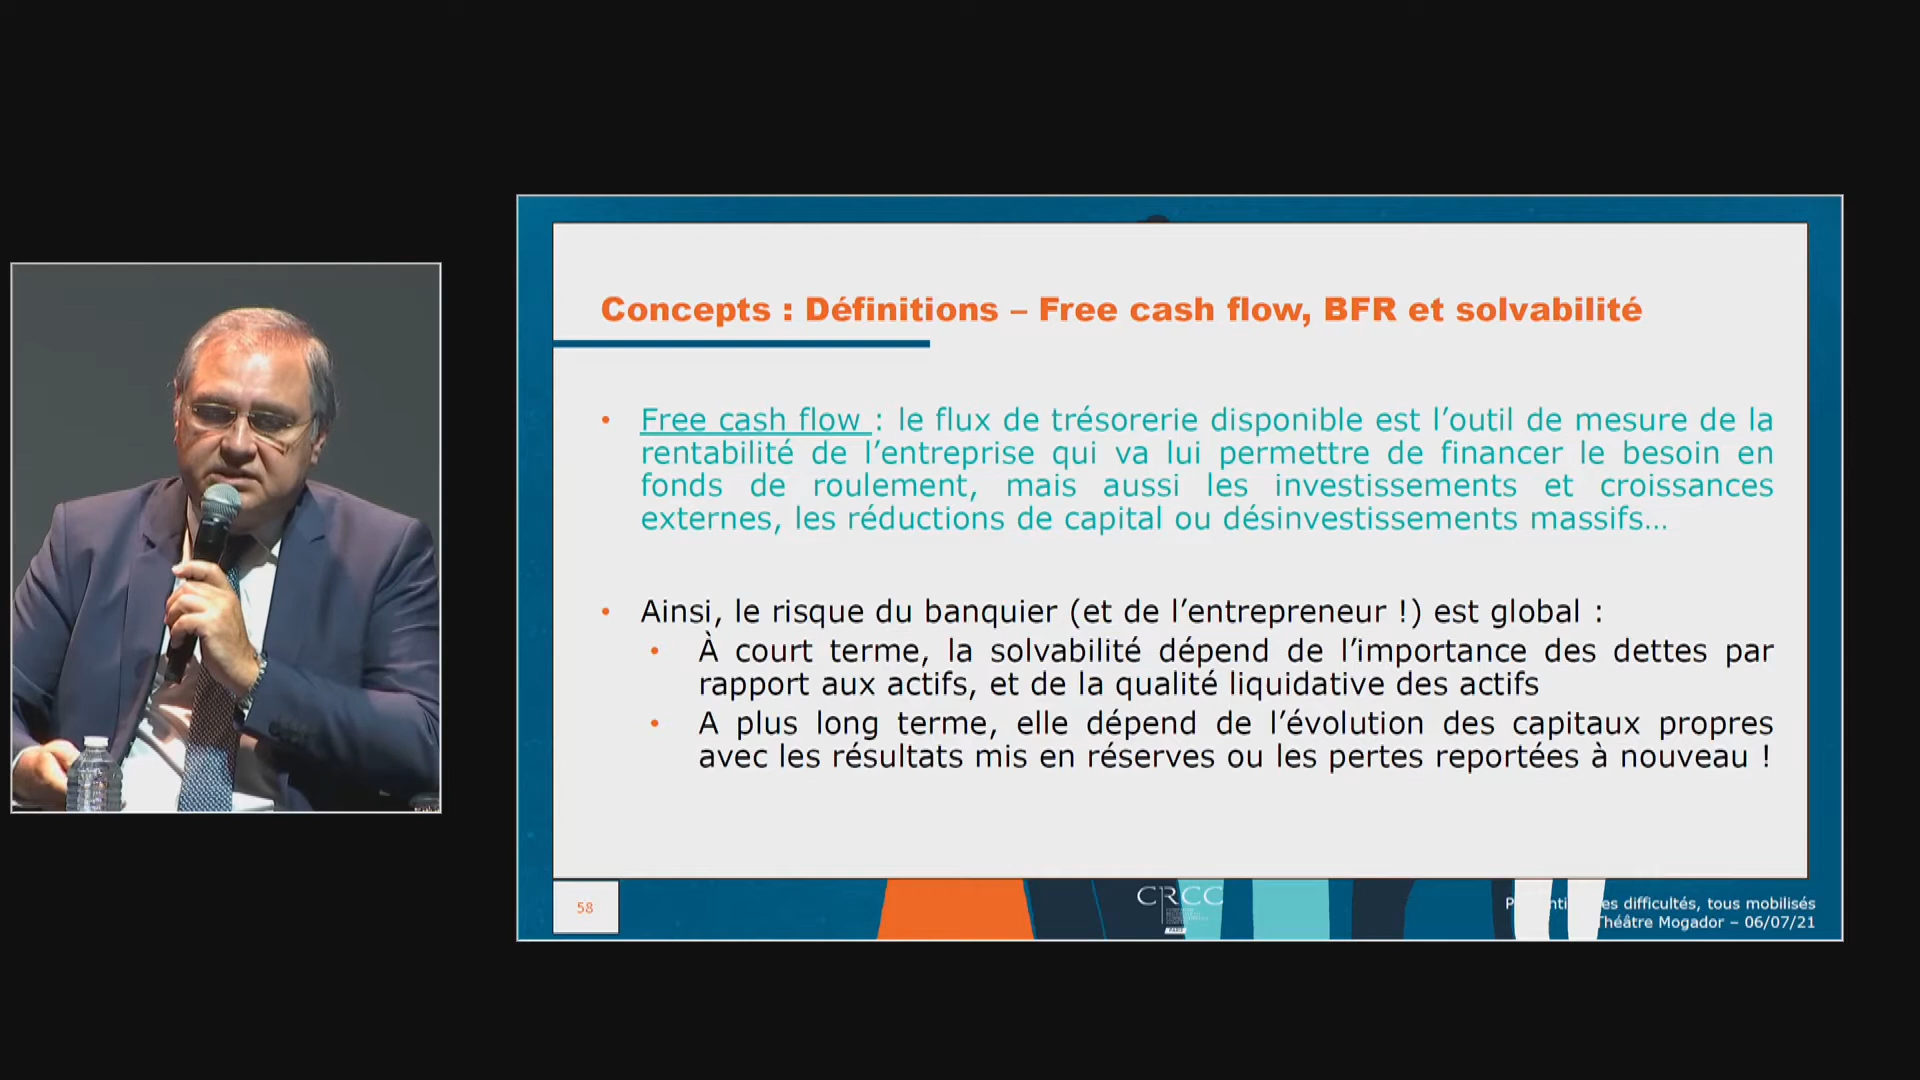 Concepts : Définitions – Free cash flow, BFR et solvabilité
• Free cash flow : le flux de trésorerie disponible est l’outil de mesure de la
rentabilité de l’entreprise qui va lui permettre de financer le besoin en
fonds de roulement, mais aussi les investissements et croissances
externes, les réductions de capital ou désinvestissements massifs…
• Ainsi, le risque du banquier (et de l’entrepreneur !) est global :
• À court terme, la solvabilité dépend de l’importance des dettes par
rapport aux actifs, et de la qualité liquidative des actifs
• A plus long terme, elle dépend de l’évolution des capitaux propres
avec les résultats mis en réserves ou les pertes reportées à nouveau !
58
CRCC
PARIS
difficultés, tous mobilisés
Théâtre Mogador – 06/07/21